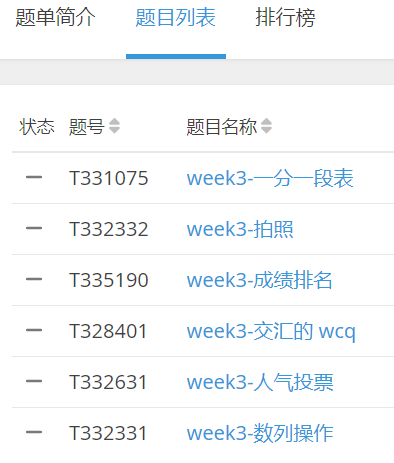 题单简介 题目列表 排行榜
状态 题号 题目名称
— T331075 week3-一分一段表
— T332332 week3-拍照
— T335190 week3-成绩排名
— T328401 week3-交汇的 wcq
— T332631 week3-人气投票
— T332331 week3-数列操作